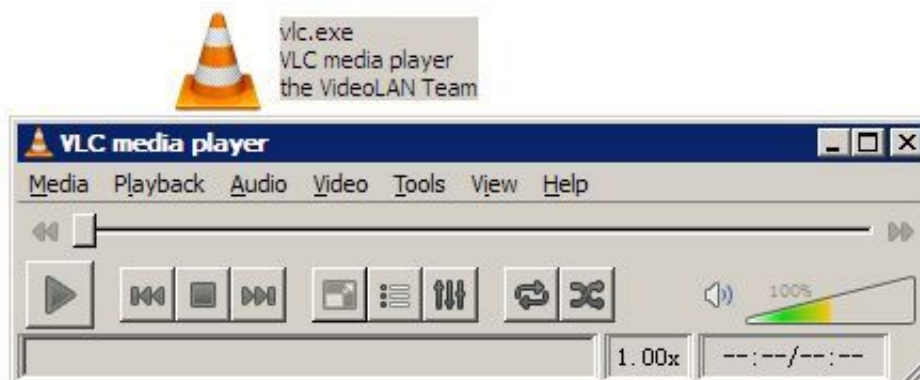 vlc.exe
VLC media player
the VideoLAN Team
VLC media player
Media Playback Audio Video Tools View Help
100%
1.00x --:--/--:--